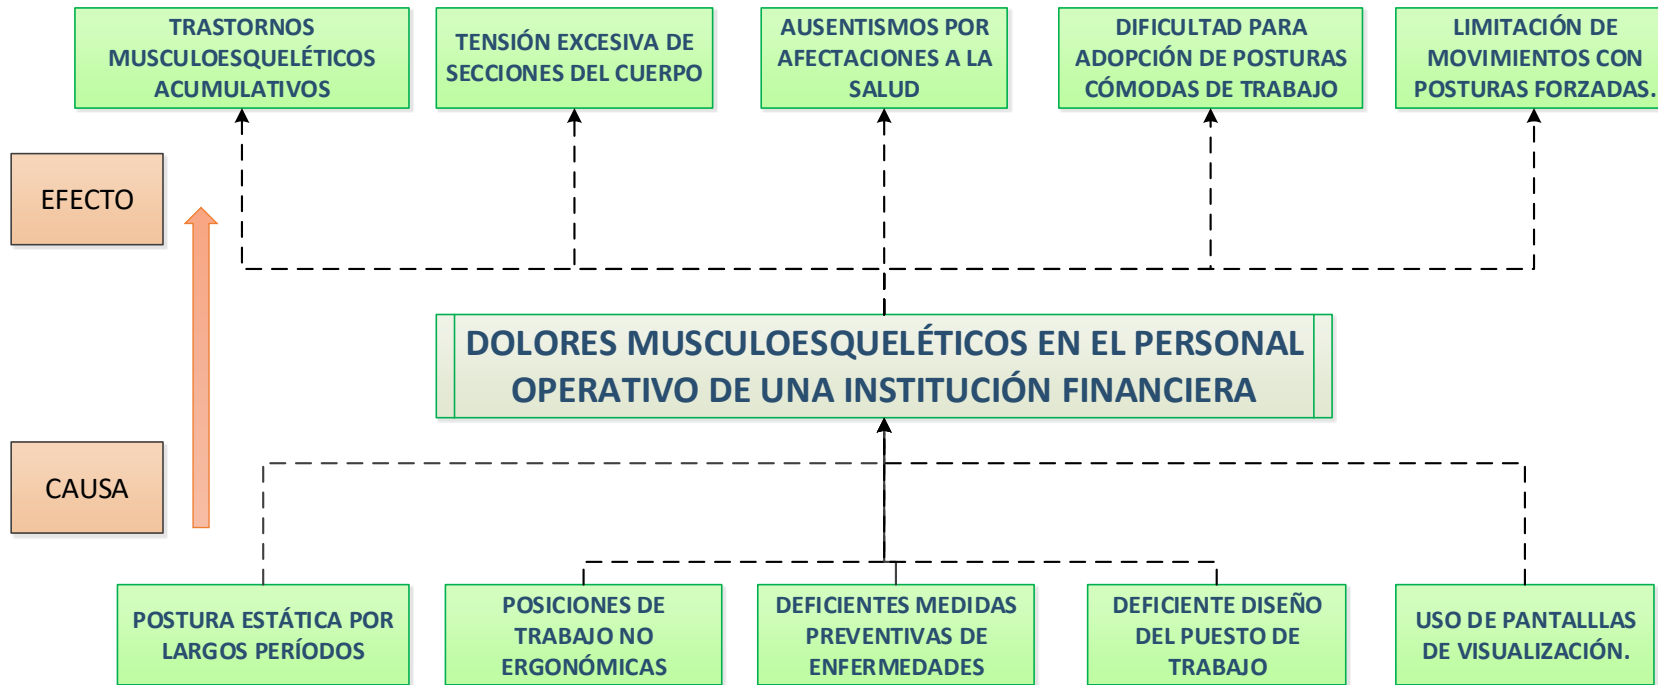 TRASTORNOS
MUSCULOESQUELÉTICOS
ACUMULATIVOS
TENSIÓN EXCESIVA DE
SECCIONES DEL CUERPO
AUSENTISMOS POR
AFECTACIONES A LA
SALUD
DIFICULTAD PARA
ADOPCIÓN DE POSTURAS
CÓMODAS DE TRABAJO
LIMITACIÓN DE
MOVIMIENTOS CON
POSTURAS FORZADAS.
EFECTO
DOLORES MUSCULOESQUELÉTICOS EN EL PERSONAL
OPERATIVO DE UNA INSTITUCIÓN FINANCIERA
CAUSA
POSTURA ESTÁTICA POR
LARGOS PERÍODOS
POSICIONES DE
TRABAJO NO
ERGONÓMICAS
DEFICIENTES MEDIDAS
PREVENTIVAS DE
ENFERMEDADES
DEFICIENTE DISEÑO
DEL PUESTO DE
TRABAJO
USO DE PANTALLLAS
DE VISUALIZACIÓN.